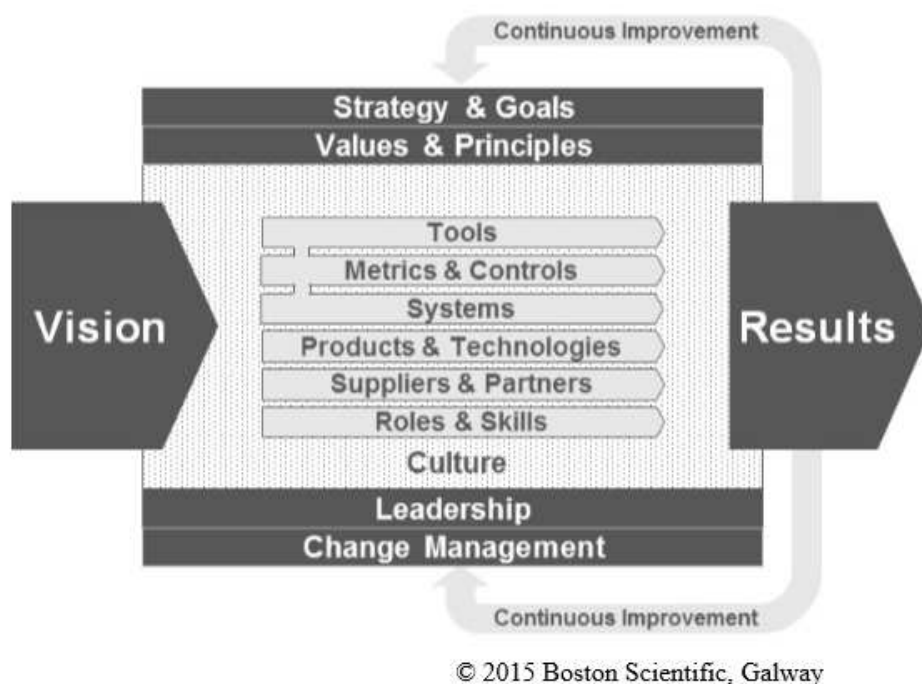 Continuous Improvement
Strategy & Goals
Values & Principles
Tools
Metrics & Controls
Systems
Vision
Products & Technologies
Results
Suppliers & Partners
Roles & Skills
Culture
Leadership
Change Management
Continuous Improvement
© 2015 Boston Scientific, Galway